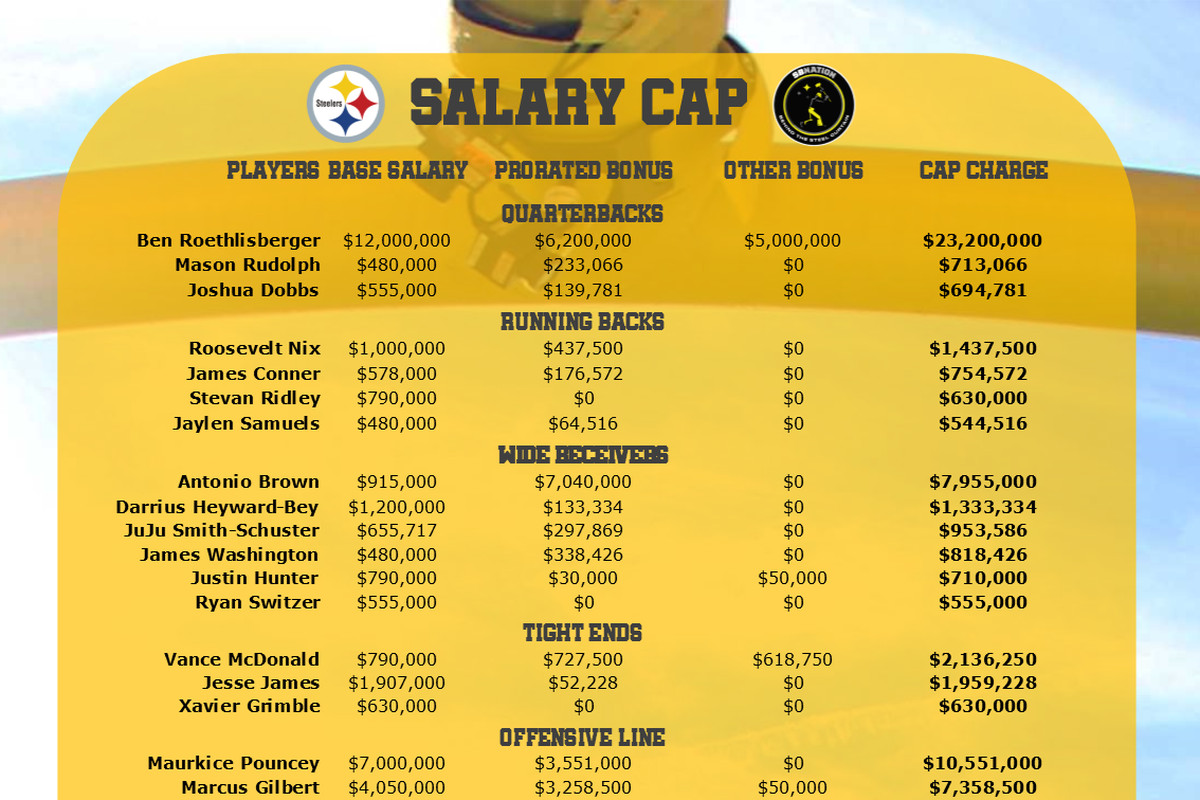 Steelers
SALARY CAP
SBNATION
BEHIND THE STEEL CURTAIN
PLAYERS BASE SALARY PRORATED BONUS OTHER BONUS CAP CHARGE
QUARTERBACKS
Ben Roethlisberger $12,000,000 $6,200,000 $5,000,000 $23,200,000
Mason Rudolph $480,000 $233,066 $0 $713,066
Joshua Dobbs $555,000 $139,781 $0 $694,781
RUNNING BACKS
Roosevelt Nix $1,000,000 $437,500 $0 $1,437,500
James Conner $578,000 $176,572 $0 $754,572
Stevan Ridley $790,000 $0 $0 $630,000
Jaylen Samuels $480,000 $64,516 $0 $544,516
WIDE RECEIVERS
Antonio Brown $915,000 $7,040,000 $0 $7,955,000
Darrius Heyward-Bey $1,200,000 $133,334 $0 $1,333,334
JuJu Smith-Schuster $655,717 $297,869 $0 $953,586
James Washington $480,000 $338,426 $0 $818,426
Justin Hunter $790,000 $30,000 $50,000 $710,000
Ryan Switzer $555,000 $0 $0 $555,000
TIGHT ENDS
Vance McDonald $790,000 $727,500 $618,750 $2,136,250
Jesse James $1,907,000 $52,228 $0 $1,959,228
Xavier Grimble $630,000 $0 $0 $630,000
OFFENSIVE LINE
Maurkice Pouncey $7,000,000 $3,551,000 $0 $10,551,000
Marcus Gilbert $4,050,000 $3,258,500 $50,000 $7,358,500